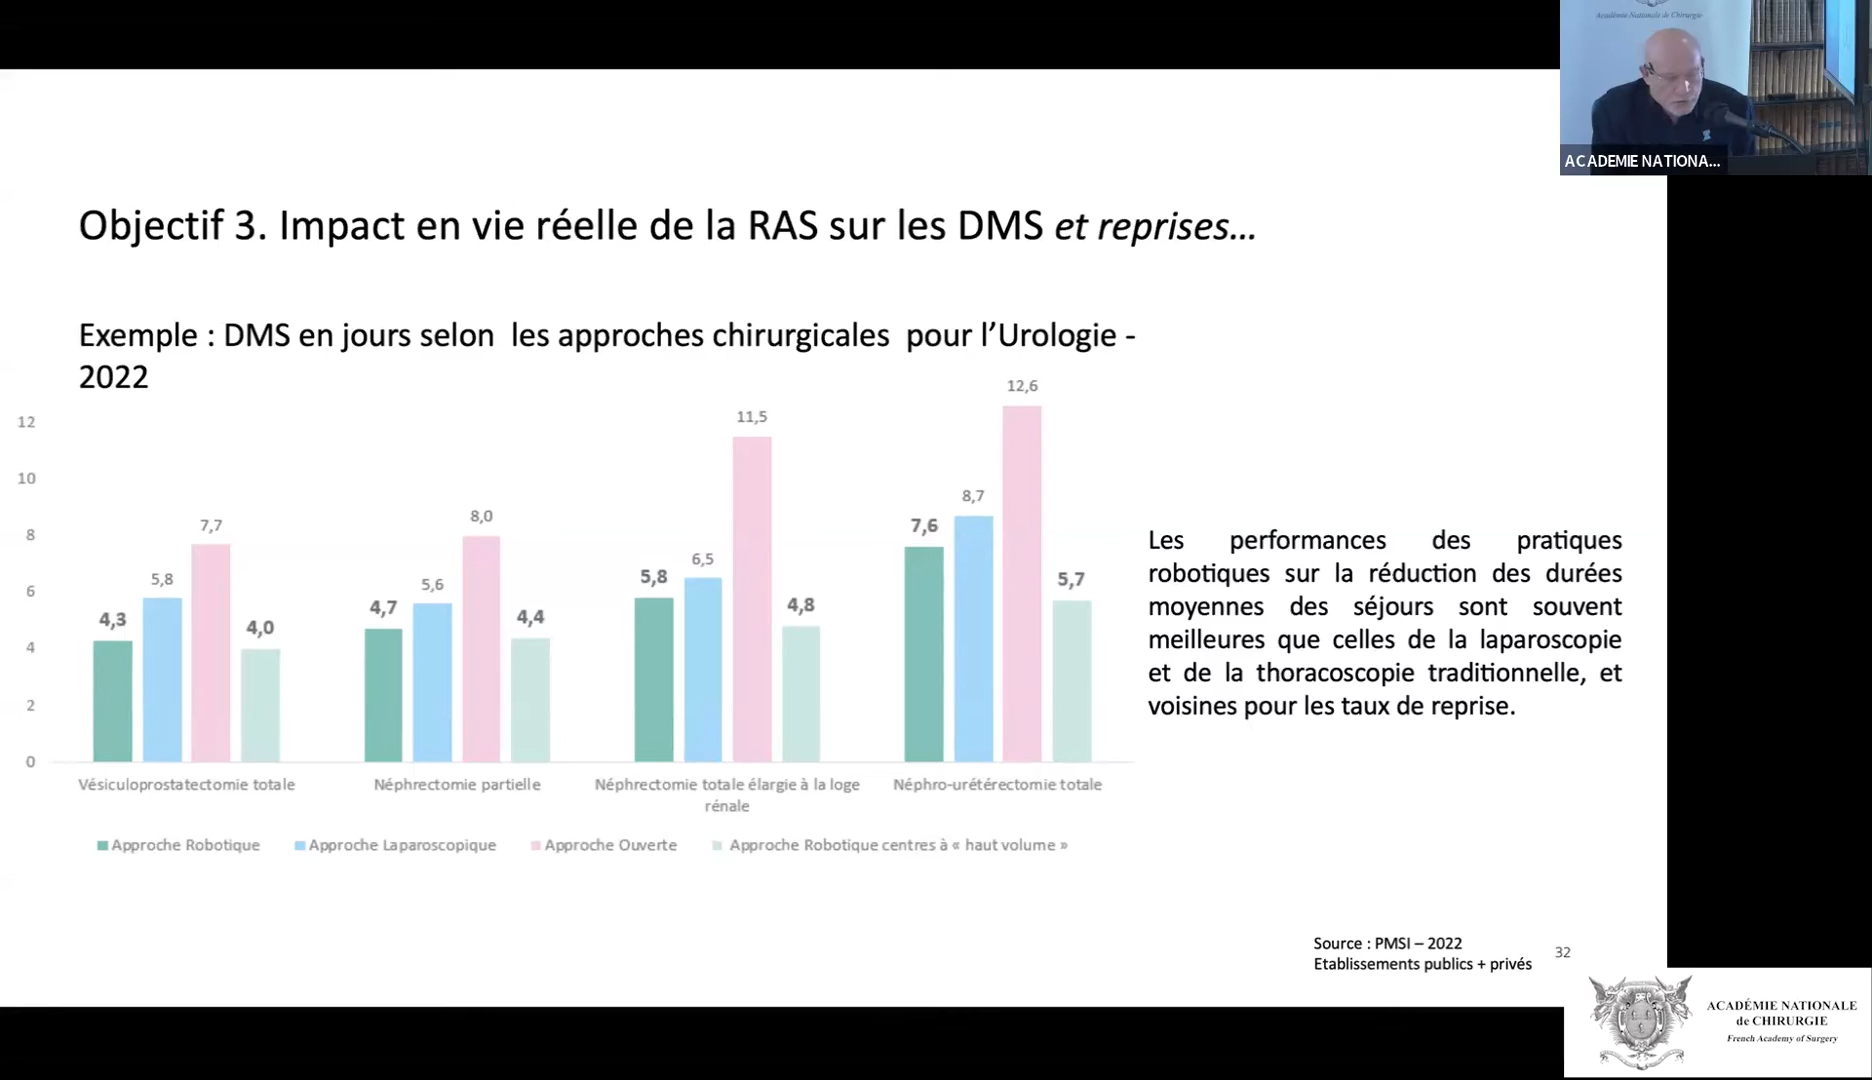 Académie Nationale de Chirurgie
ACADEMIE NATIONA...
Objectif 3. Impact en vie réelle de la RAS sur les DMS et reprises...
Exemple : DMS en jours selon les approches chirurgicales pour l’Urologie -
2022
12
10
8
6
4
2
0
4,3
5,8
7,7
4,0
4,7
5,6
8,0
4,4
5,8
6,5
11,5
4,8
7,6
8,7
12,6
5,7
Vésiculoprostatectomie totale
Néphrectomie partielle
Néphrectomie totale élargie à la loge
rénale
Néphro-urétérectomie totale
Approche Robotique
Approche Laparoscopique
Approche Ouverte
Approche Robotique centres à « haut volume »
Les performances des pratiques
robotiques sur la réduction des durées
moyennes des séjours sont souvent
meilleures que celles de la laparoscopie
et de la thoracoscopie traditionnelle, et
voisines pour les taux de reprise.
Source : PMSI – 2022
Etablissements publics + privés
32
ACADÉMIE NATIONALE
de CHIRURGIE
French Academy of Surgery